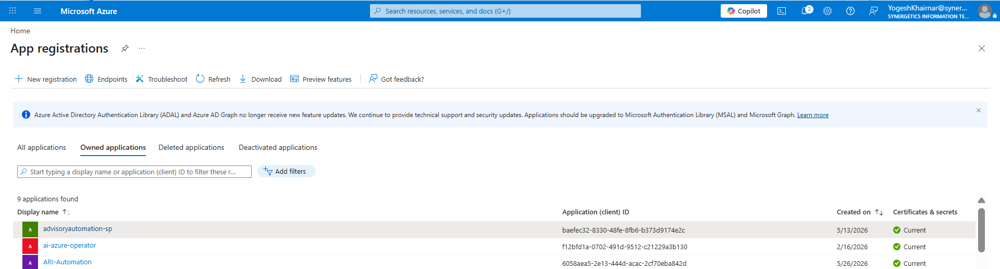 Microsoft Azure
Search resources, services, and docs (G+/)
Copilot
2
YogeshKhairnar@syner...
SYNERGETICS INFORMATION TE...
Home
App registrations
New registration
Endpoints
Troubleshoot
Refresh
Download
Preview features
Got feedback?
Azure Active Directory Authentication Library (ADAL) and Azure AD Graph no longer receive new feature updates. We continue to provide technical support and security updates. Applications should be upgraded to Microsoft Authentication Library (MSAL) and Microsoft Graph. Learn more
All applications Owned applications Deleted applications Deactivated applications
Start typing a display name or application (client) ID to filter these r...
Add filters
9 applications found
Display name Application (client) ID Created on Certificates & secrets
A advisoryautomation-sp baefec32-8330-48fe-8fb6-b373d9174e2c 5/13/2026 Current
A ai-azure-operator f12bfd1a-0702-491d-9512-c21229a3b130 2/16/2026 Current
A ARI-Automation 6058aea5-2e13-444d-acac-2cf70eba842d 5/26/2026 Current